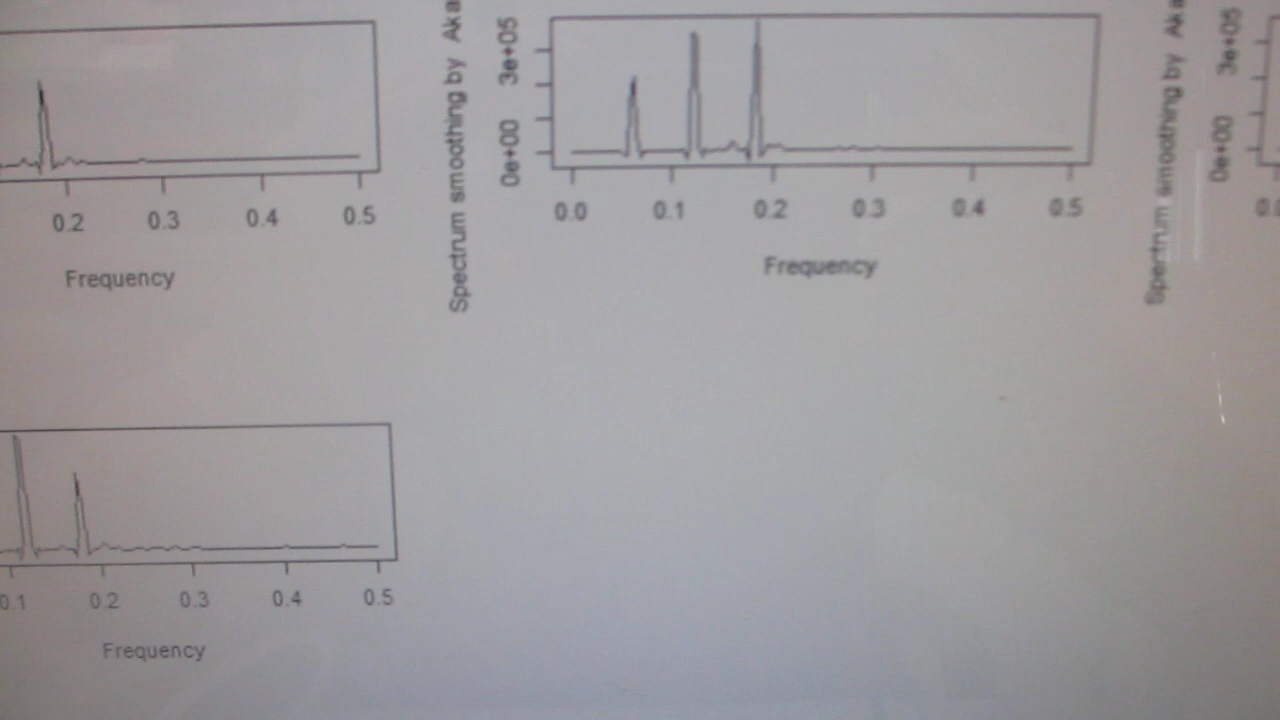 0.2 0.3 0.4 0.5
Frequency
Spectrum smoothing by Aka
0e+00 3e+05
0.0 0.1 0.2 0.3 0.4 0.5
Frequency
Spectrum smoothing by Aka
0e+00 3e+05
0.1 0.2 0.3 0.4 0.5
Frequency